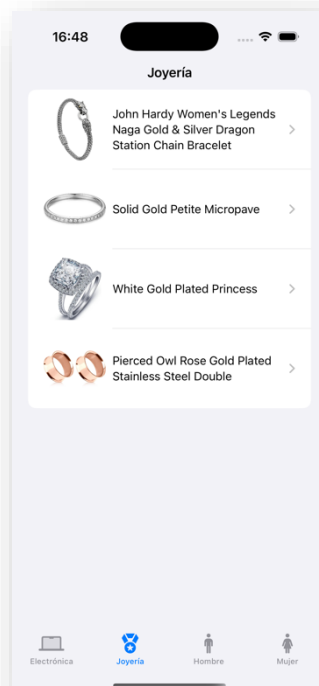 16:48
Joyería
John Hardy Women's Legends
Naga Gold & Silver Dragon
Station Chain Bracelet
Solid Gold Petite Micropave
White Gold Plated Princess
Pierced Owl Rose Gold Plated
Stainless Steel Double
Electrónica
Joyería
Hombre
Mujer